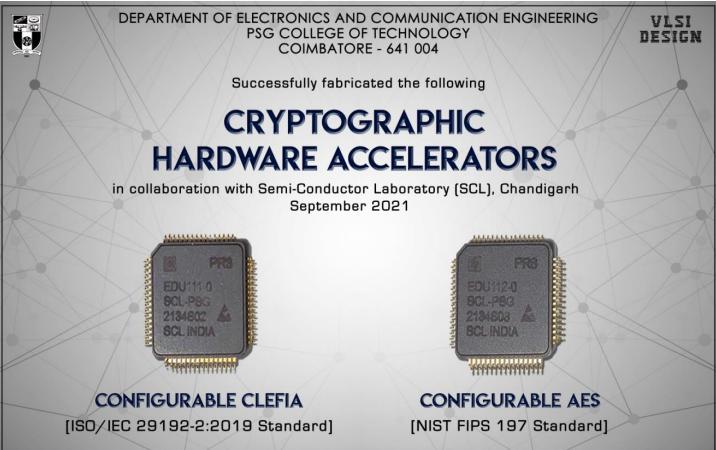 DEPARTMENT OF ELECTRONICS AND COMMUNICATION ENGINEERING
PSG COLLEGE OF TECHNOLOGY
COIMBATORE - 641 004
VLSI
DESIGN
Successfully fabricated the following
CRYPTOGRAPHIC
HARDWARE ACCELERATORS
in collaboration with Semi-Conductor Laboratory (SCL), Chandigarh
September 2021
PR3
EDU111-0
SCL-PSG
2134602
SCL INDIA
PR3
EDU112-0
SCL-PSG
SCL INDIA
CONFIGURABLE CLEFIA
[ISO/IEC 29192-2:2019 Standard]
CONFIGURABLE AES
[NIST FIPS 197 Standard]